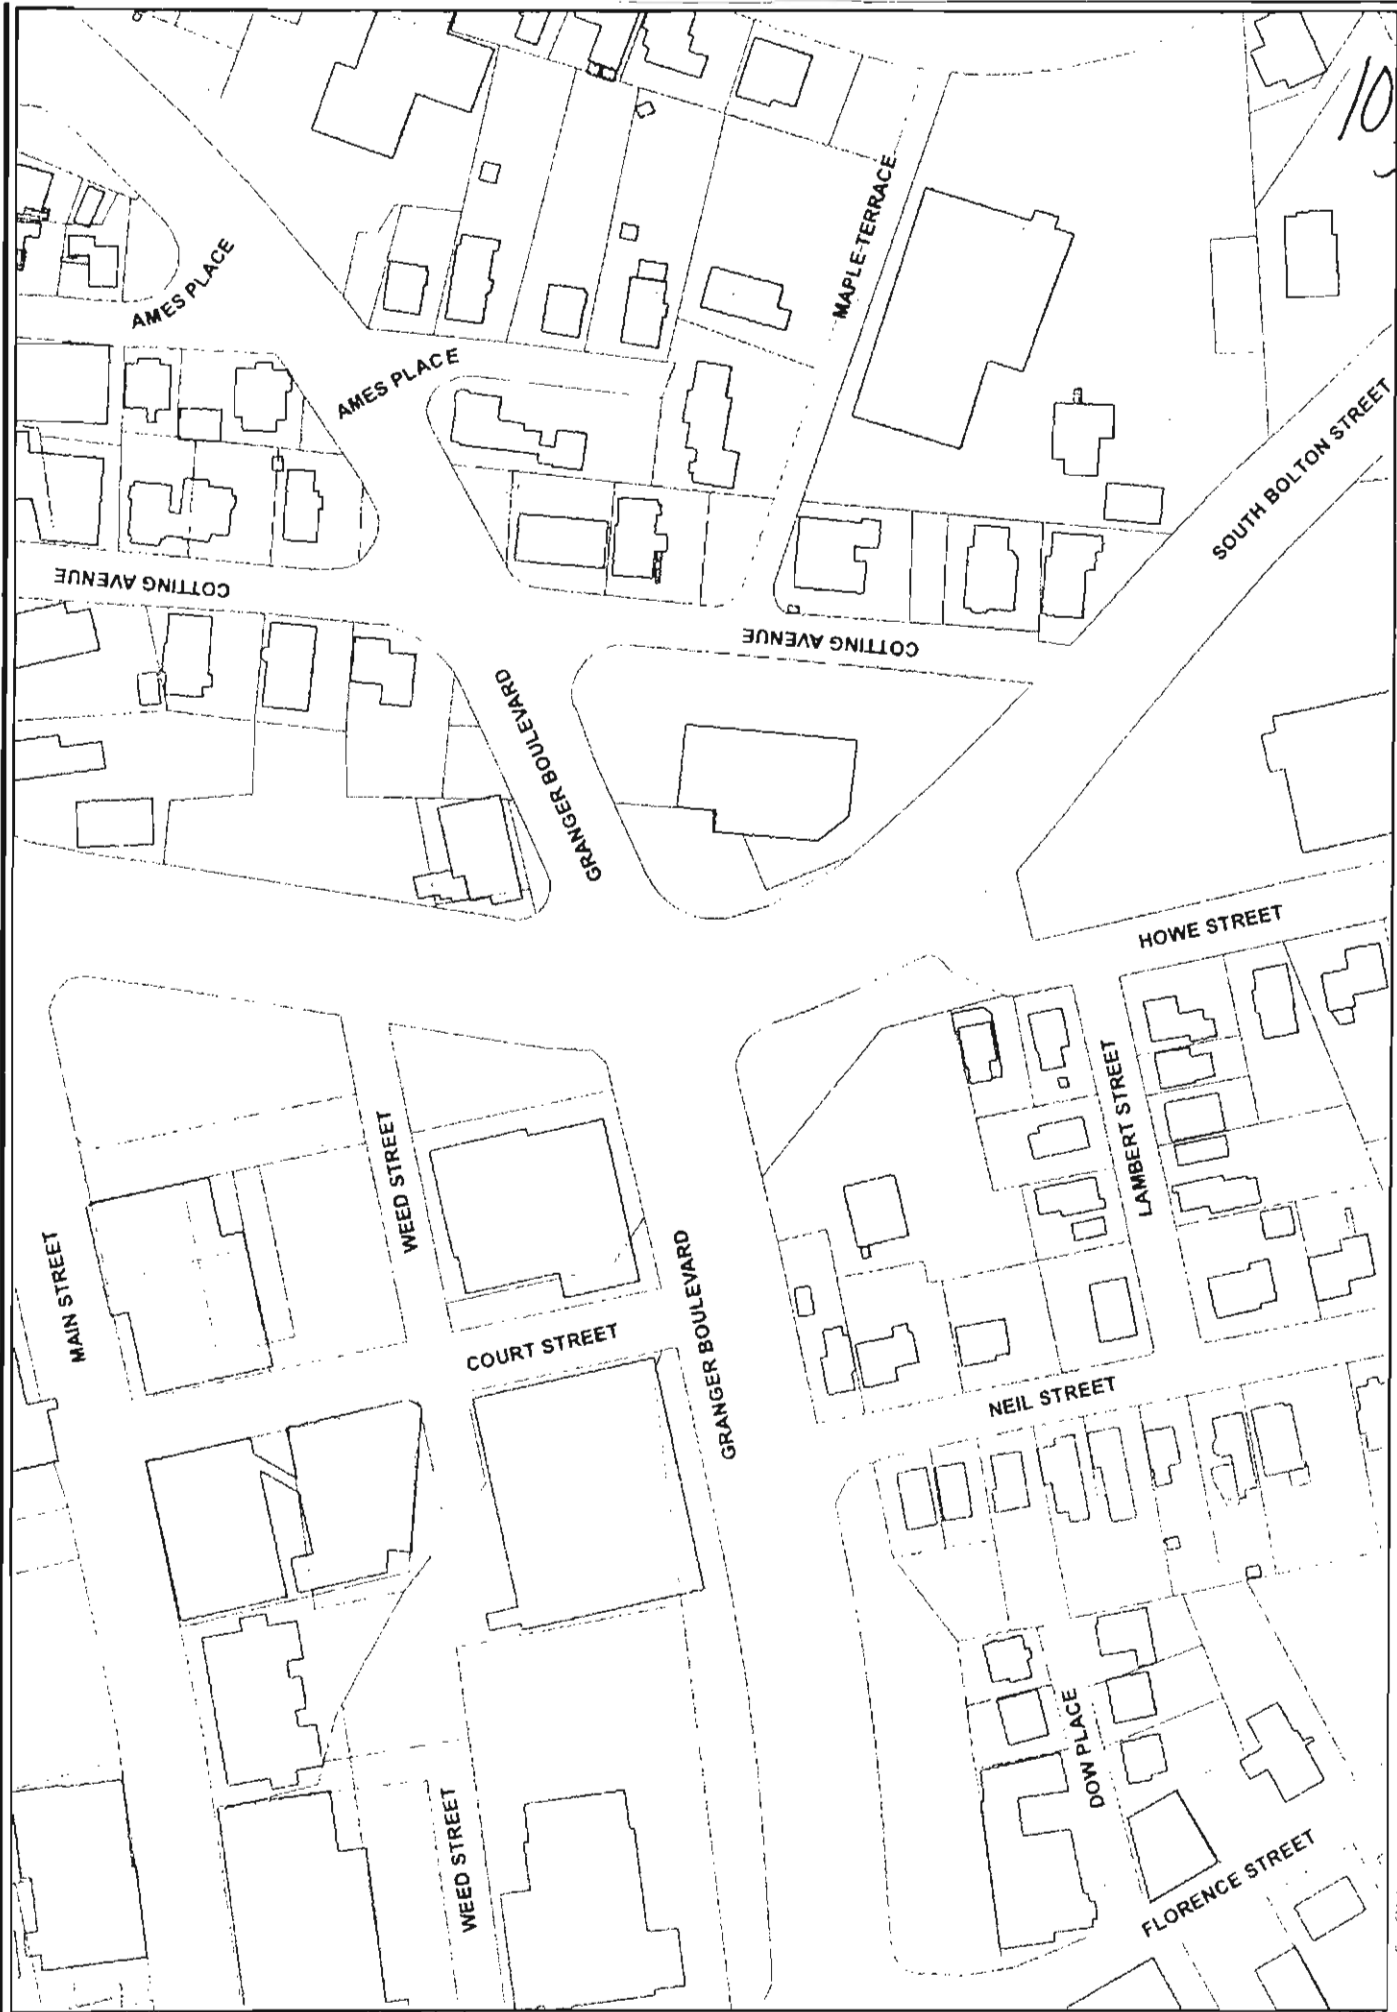 10
AMES PLACE
MAPLE TERRACE
AMES PLACE
SOUTH BOLTON STREET
COTTING AVENUE
COTTING AVENUE
GRANGER BOULEVARD
HOWE STREET
LAMBERT STREET
WEED STREET
MAIN STREET
GRANGER BOULEVARD
COURT STREET
NEIL STREET
DOW PLACE
WEED STREET
FLORENCE STREET